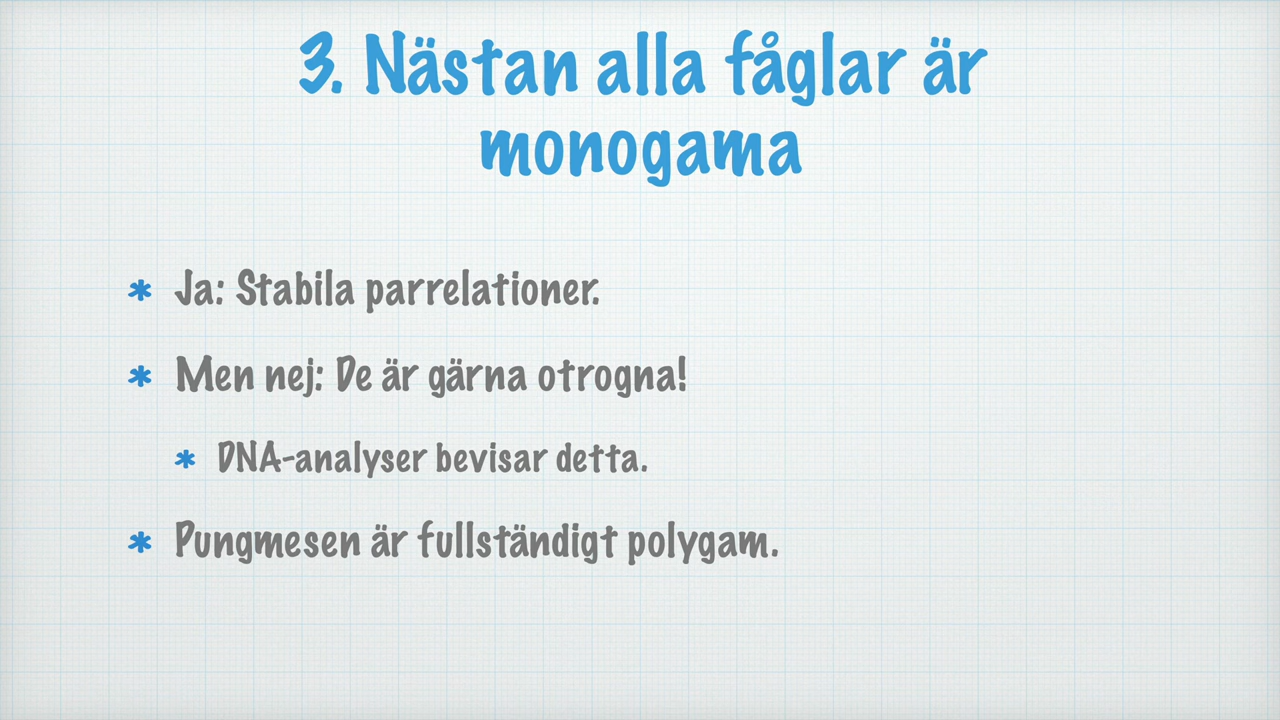 3. Nästan alla fåglar är
monogama
* Ja: Stabila parrelationer.
* Men nej: De är gärna otrogna!
* DNA-analyser bevisar detta.
* Pungmesen är fullständigt polygam.